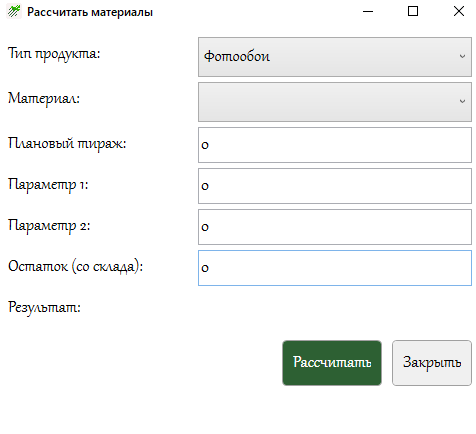 Рассчитать материалы
Тип продукта: Фотообои
Материал:
Плановый тираж: 0
Параметр 1: 0
Параметр 2: 0
Остаток (со склада): 0
Результат:
Рассчитать Закрыть